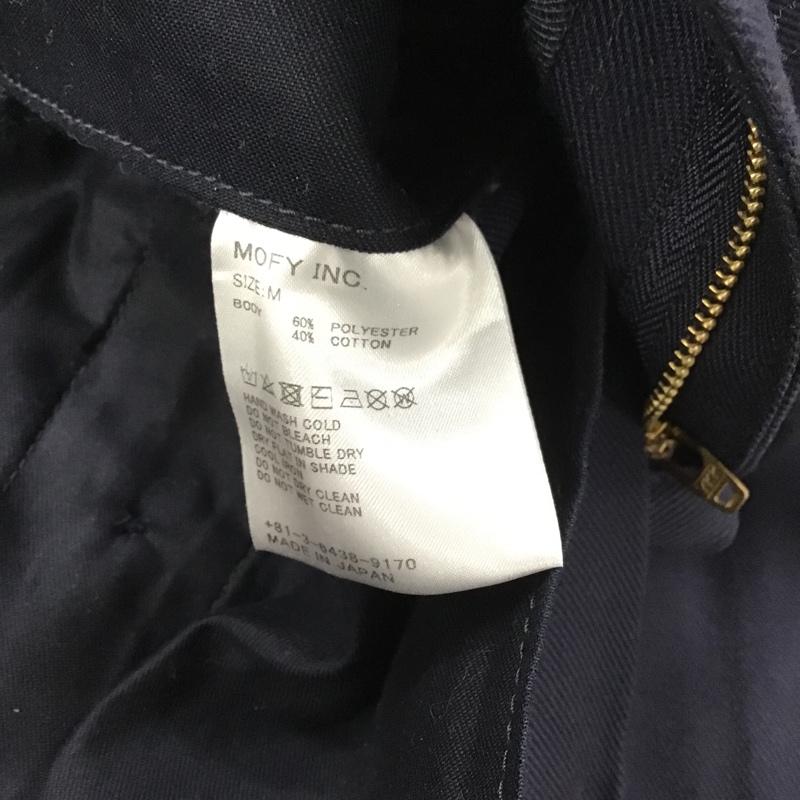 MOFY INC.
SIZE: M
BODY
60% POLYESTER
40% COTTON
HAND WASH COLD
DO NOT BLEACH
DO NOT TUMBLE DRY
DRY FLAT IN SHADE
COOL IRON
DO NOT DRY CLEAN
DO NOT WET CLEAN
+81-3-6438-9170
MADE IN JAPAN